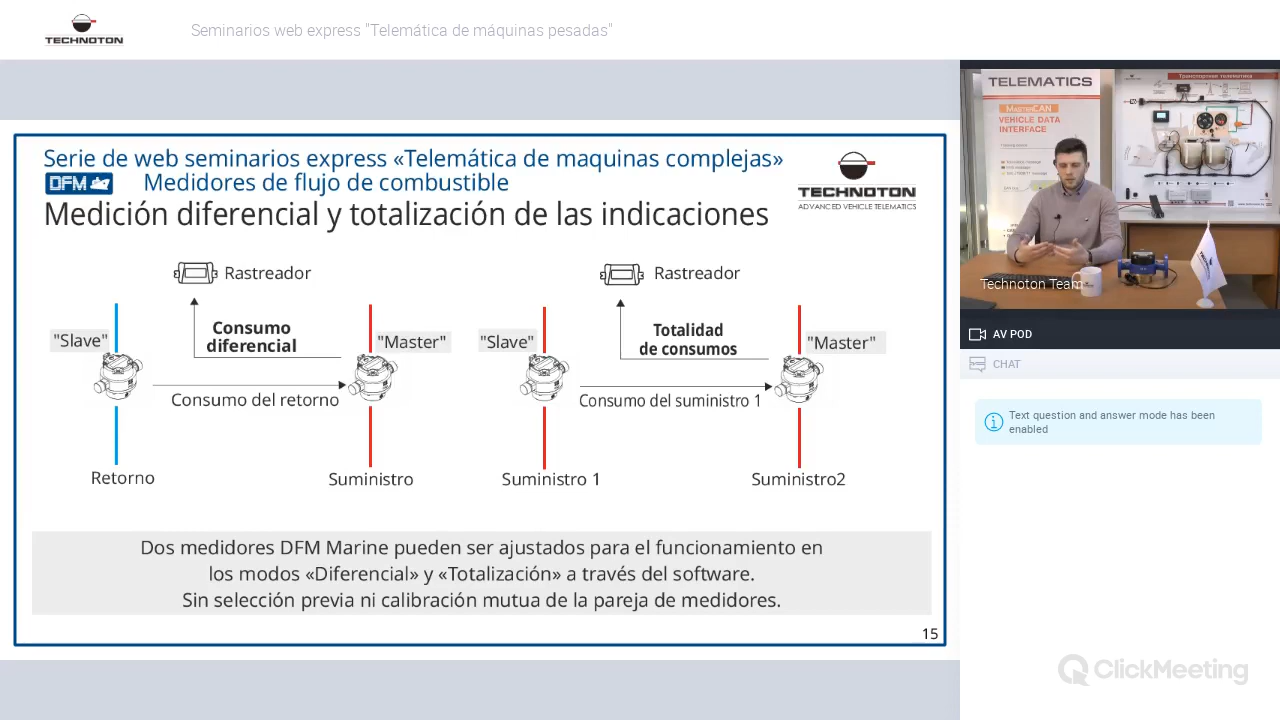 TECHNOTON
Seminarios web express "Telemática de máquinas pesadas"
Serie de web seminarios express «Telemática de maquinas complejas»
DFM
Medidores de flujo de combustible
Medición diferencial y totalización de las indicaciones
TECHNOTON
ADVANCED VEHICLE TELEMATICS
Rastreador
"Slave"
Consumo
diferencial
"Master"
Consumo del retorno
Retorno
Suministro
Rastreador
"Slave"
Totalidad
de consumos
"Master"
Consumo del suministro 1
Suministro 1
Suministro2
Dos medidores DFM Marine pueden ser ajustados para el funcionamiento en
los modos «Diferencial» y «Totalización» a través del software.
Sin selección previa ni calibración mutua de la pareja de medidores.
15
TELEMATICS
MasterCAN
VEHICLE DATA
INTERFACE
Транспортная телематика
Technoton Team
AV POD
CHAT
Text question and answer mode has been
enabled
ClickMeeting